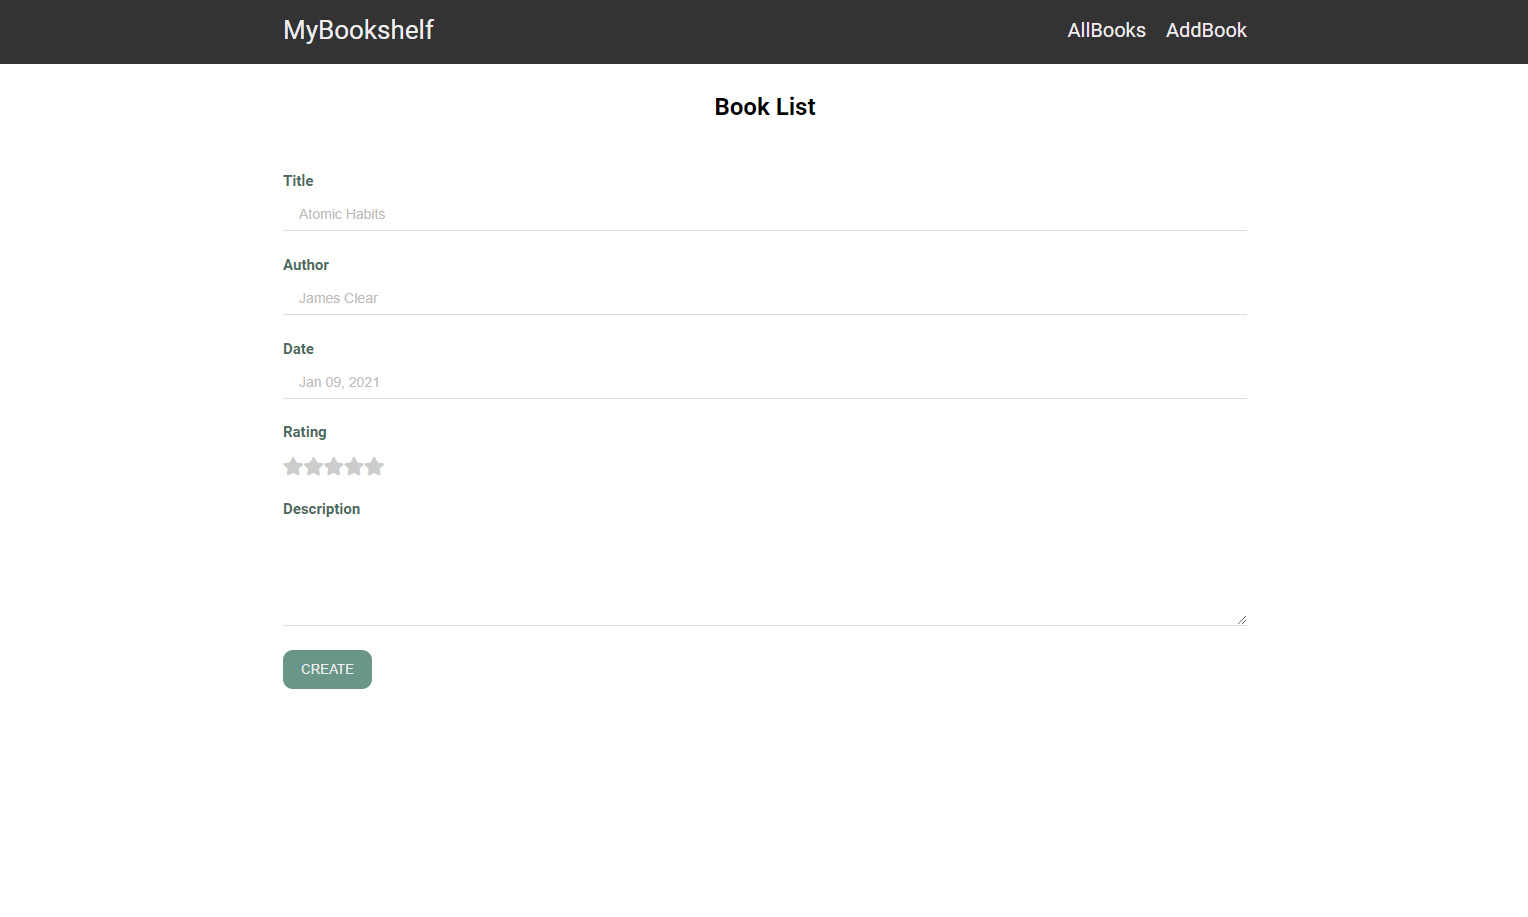 MyBookshelf AllBooks AddBook
Book List
Title
Atomic Habits
Author
James Clear
Date
Jan 09, 2021
Rating
Description
CREATE